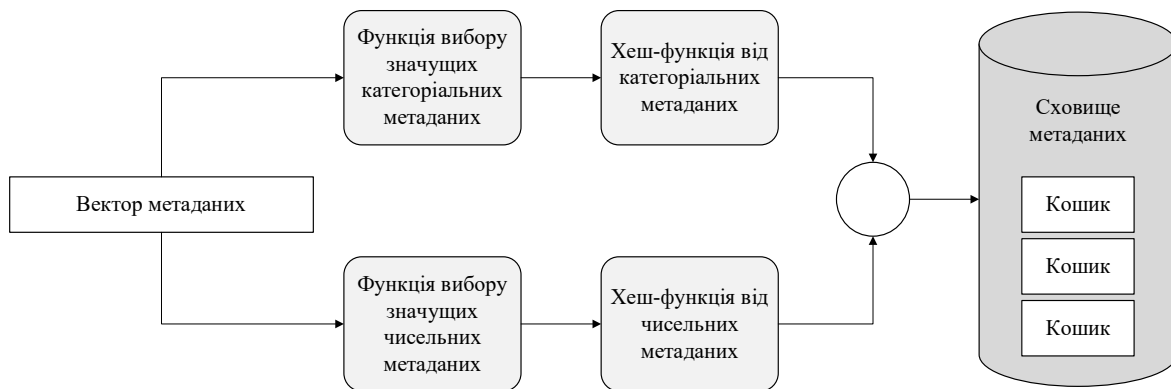 Функція вибору
значущих
категоріальних
метаданих
Хеш-функція від
категоріальних
метаданих
Сховище
метаданих
Вектор метаданих
Кошик
Кошик
Кошик
Функція вибору
значущих
чисельних
метаданих
Хеш-функція від
чисельних
метаданих